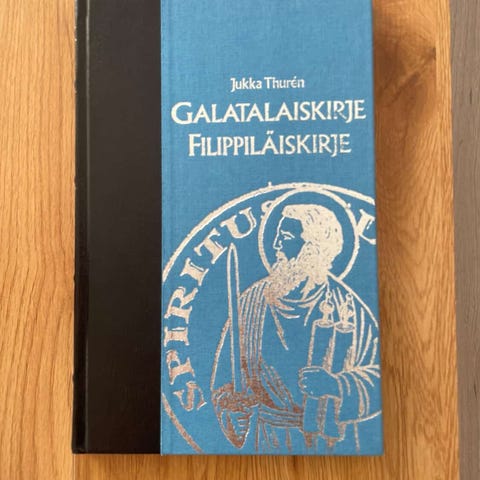 Jukka Thurén
GALATALAISKIRJE
FILIPPILÄISKIRJE
SPIRITUS